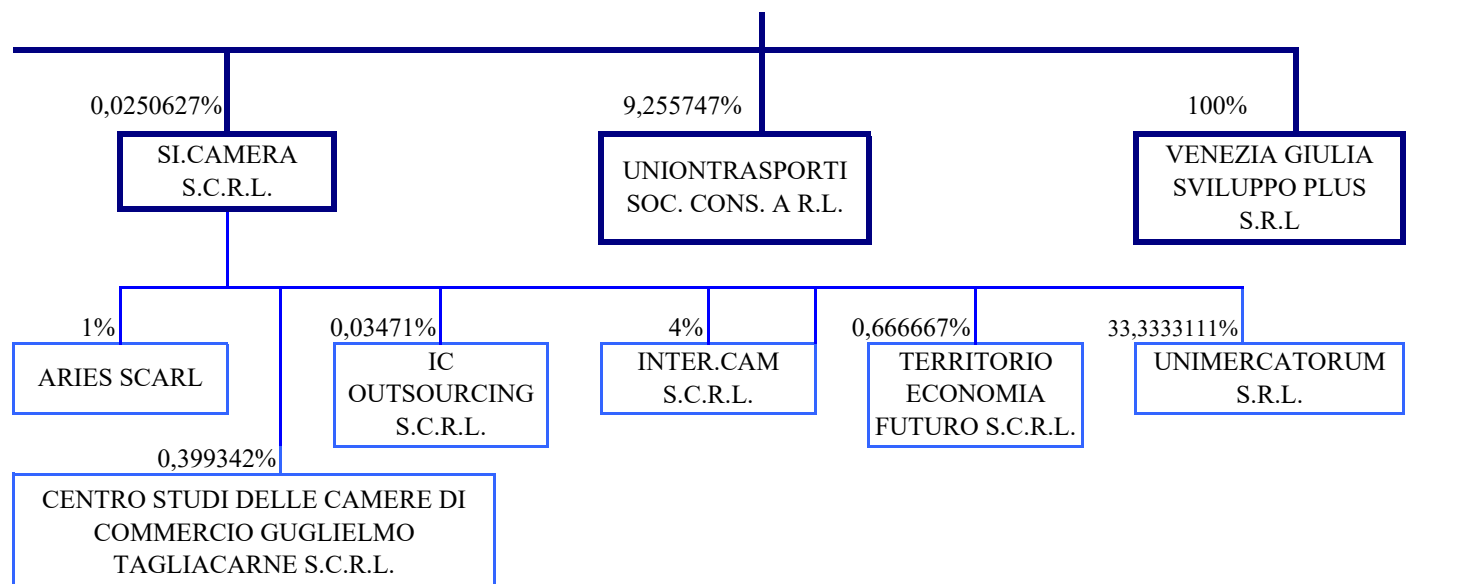 0,0250627%
9,255747%
100%
SI.CAMERA
S.C.R.L.
UNIONTRASPORTI
SOC. CONS. A R.L.
VENEZIA GIULIA
SVILUPPO PLUS
S.R.L
1%
0,03471%
4%
0,666667%
33,3333111%
ARIES SCARL
IC
OUTSOURCING
S.C.R.L.
INTER.CAM
S.C.R.L.
TERRITORIO
ECONOMIA
FUTURO S.C.R.L.
UNIMERCATORUM
S.R.L.
0,399342%
CENTRO STUDI DELLE CAMERE DI
COMMERCIO GUGLIELMO
TAGLIACARNE S.C.R.L.